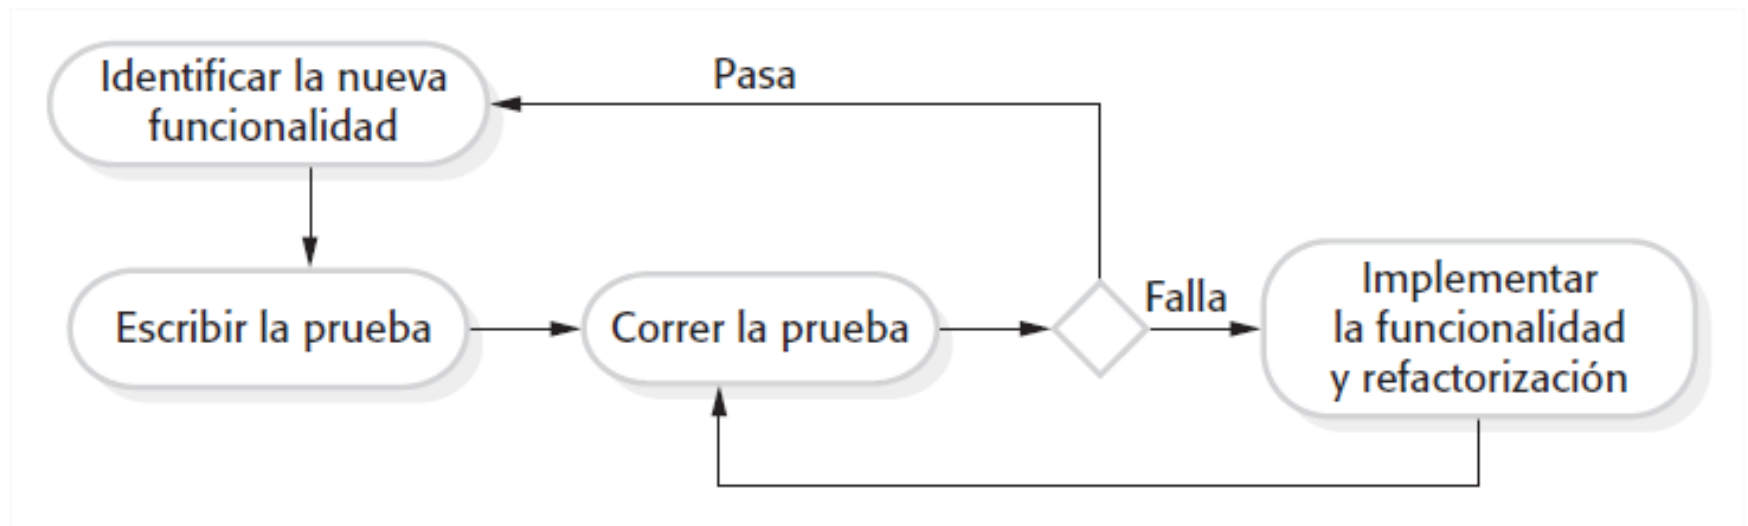 Identificar la nueva
funcionalidad
Pasa
Escribir la prueba
Correr la prueba
Falla
Implementar
la funcionalidad
y refactorización